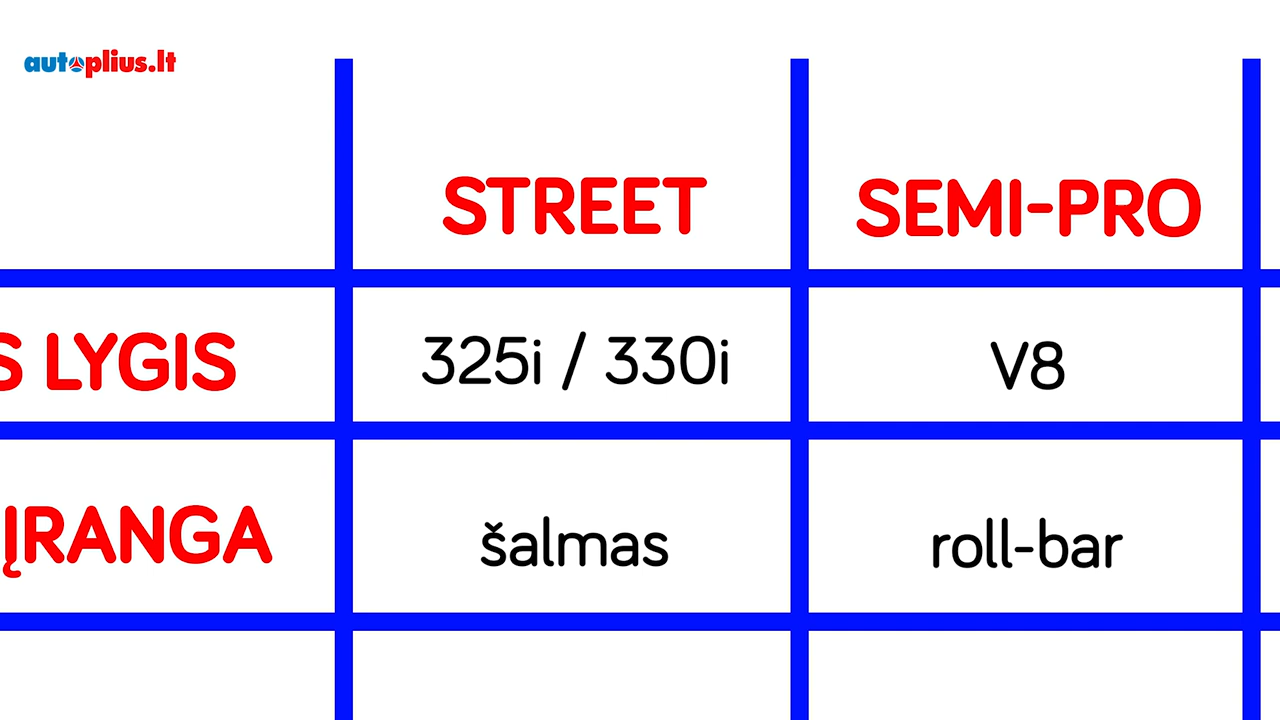 autoplius.lt
STREET SEMI-PRO
S LYGIS 325i / 330i V8
ĮRANGA šalmas roll-bar